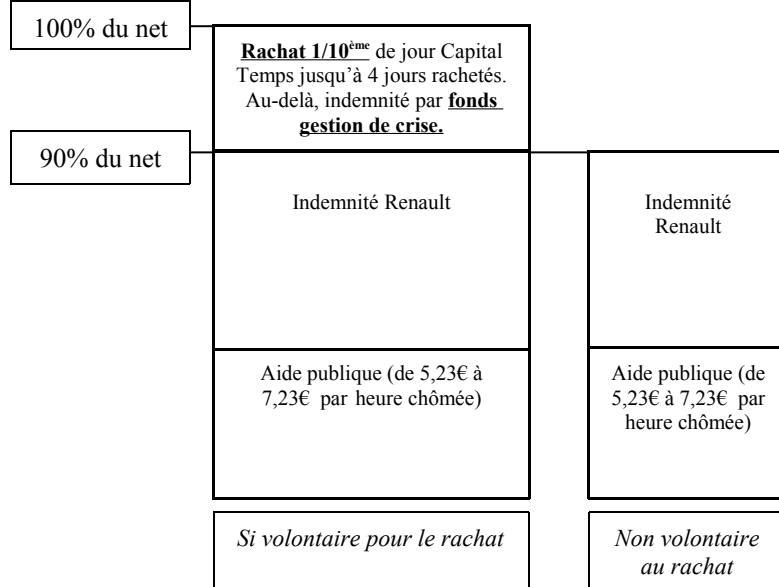 100% du net
Rachat 1/10ème de jour Capital
Temps jusqu’à 4 jours rachetés.
Au-delà, indemnité par fonds
gestion de crise.
90% du net
Indemnité Renault
Indemnité
Renault
Aide publique (de 5,23€ à
7,23€ par heure chômée)
Aide publique (de
5,23€ à 7,23€ par
heure chômée)
Si volontaire pour le rachat
Non volontaire
au rachat